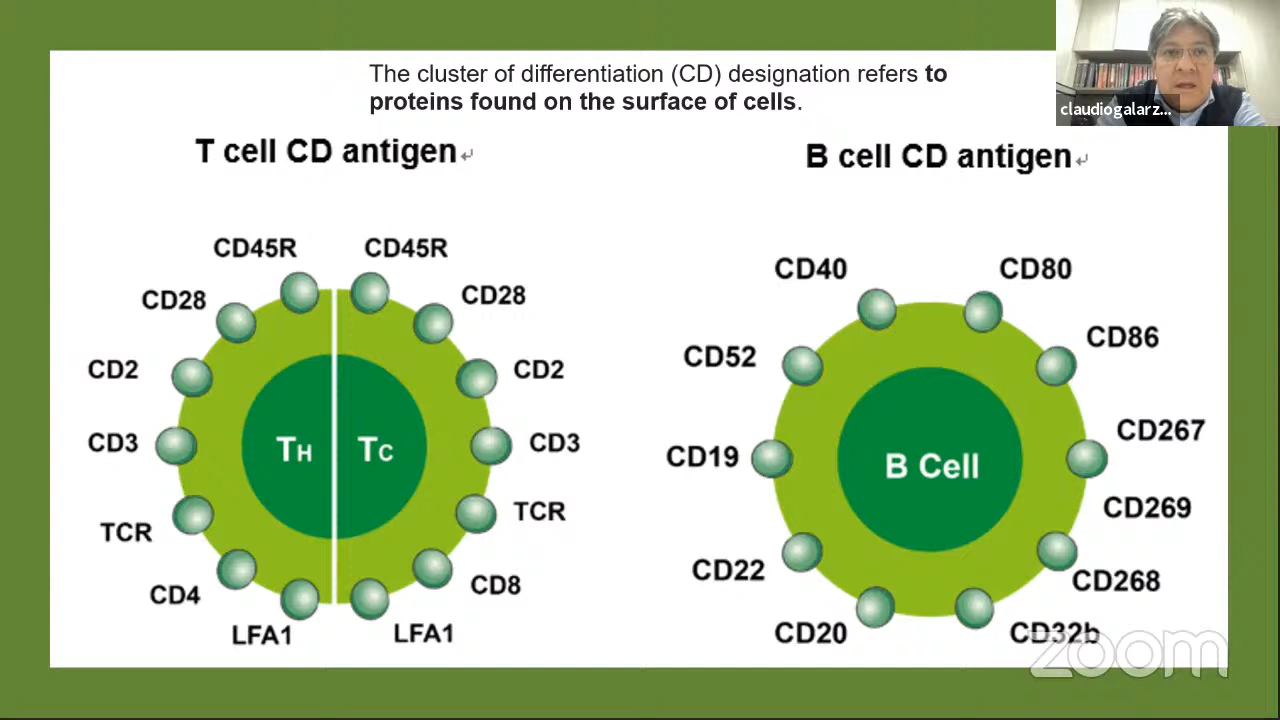 The cluster of differentiation (CD) designation refers to
proteins found on the surface of cells.
claudiogalarz...
T cell CD antigen↵
B cell CD antigen↵
CD45R
CD45R
CD28
CD28
CD2
CD2
CD3
CD3
TCR
TCR
CD4
CD8
LFA1
LFA1
TH
TC
CD40
CD80
CD52
CD86
CD19
CD267
CD269
CD22
CD268
CD20
CD32b
B Cell
zoom